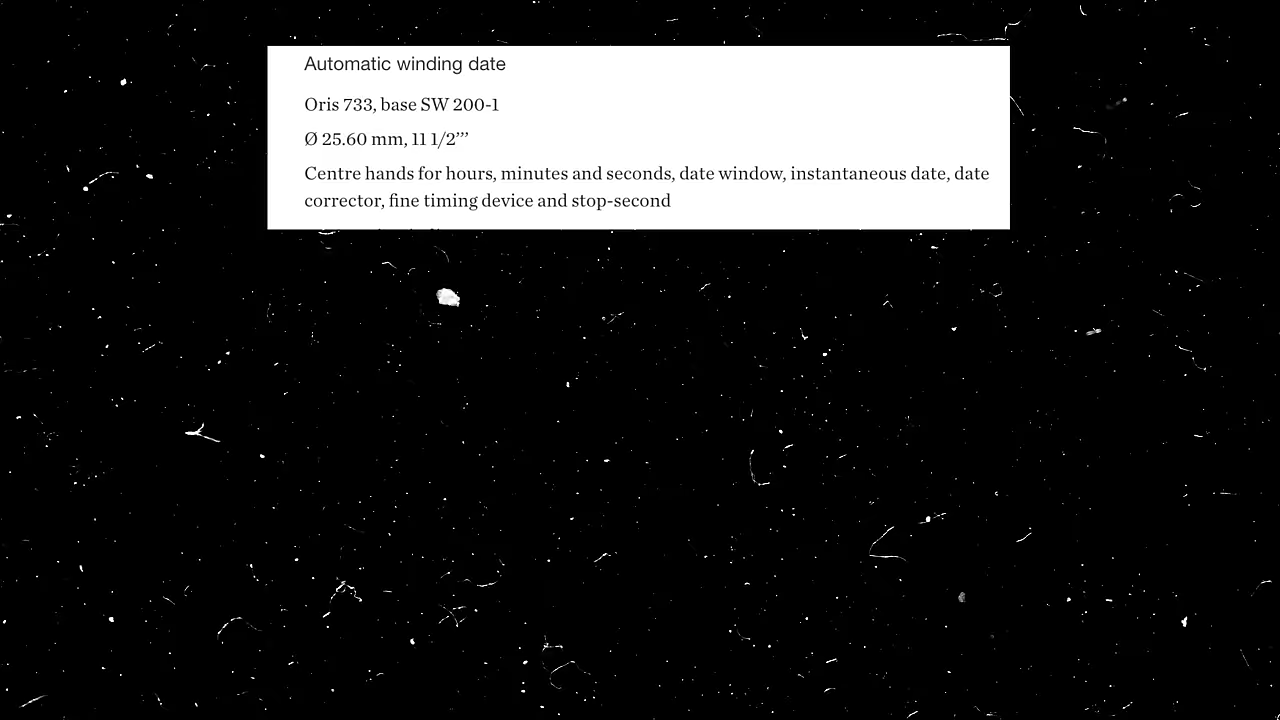 Automatic winding date
Oris 733, base SW 200-1
Ø 25.60 mm, 11 1/2’’’
Centre hands for hours, minutes and seconds, date window, instantaneous date, date
corrector, fine timing device and stop-second